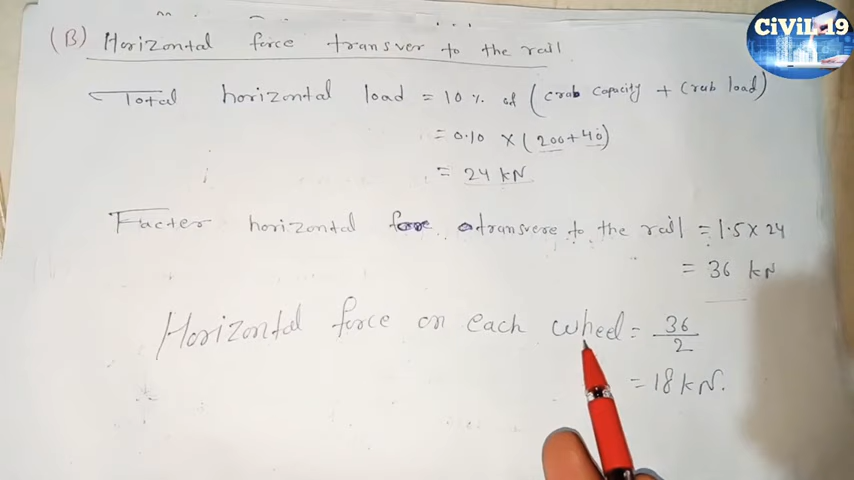 CiViL 19
(B) Horizontal force transver to the rail
Total horizontal load = 10% of (crab capacity + Crab load)
= 0.10 x (200+40)
= 24 kN
Facter horizontal force transvere to the rail = 1.5 x 24
= 36 kN
Horizontal force on each wheel = 36/2
= 18 kN.